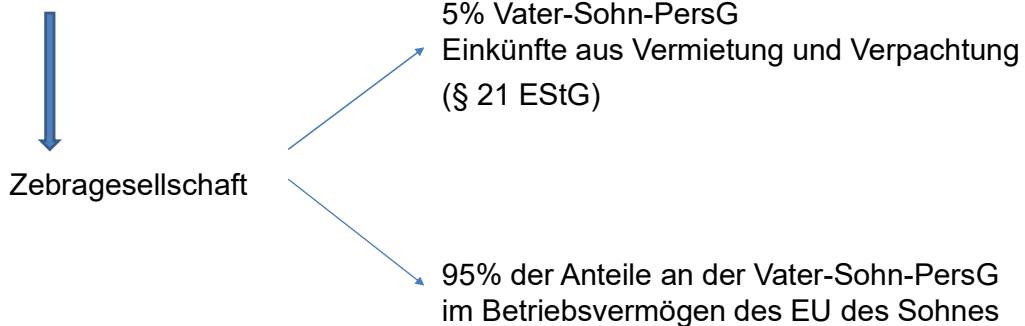 5% Vater-Sohn-PersG
Einkünfte aus Vermietung und Verpachtung
(§ 21 EStG)
Zebragesellschaft
95% der Anteile an der Vater-Sohn-PersG
im Betriebsvermögen des EU des Sohnes